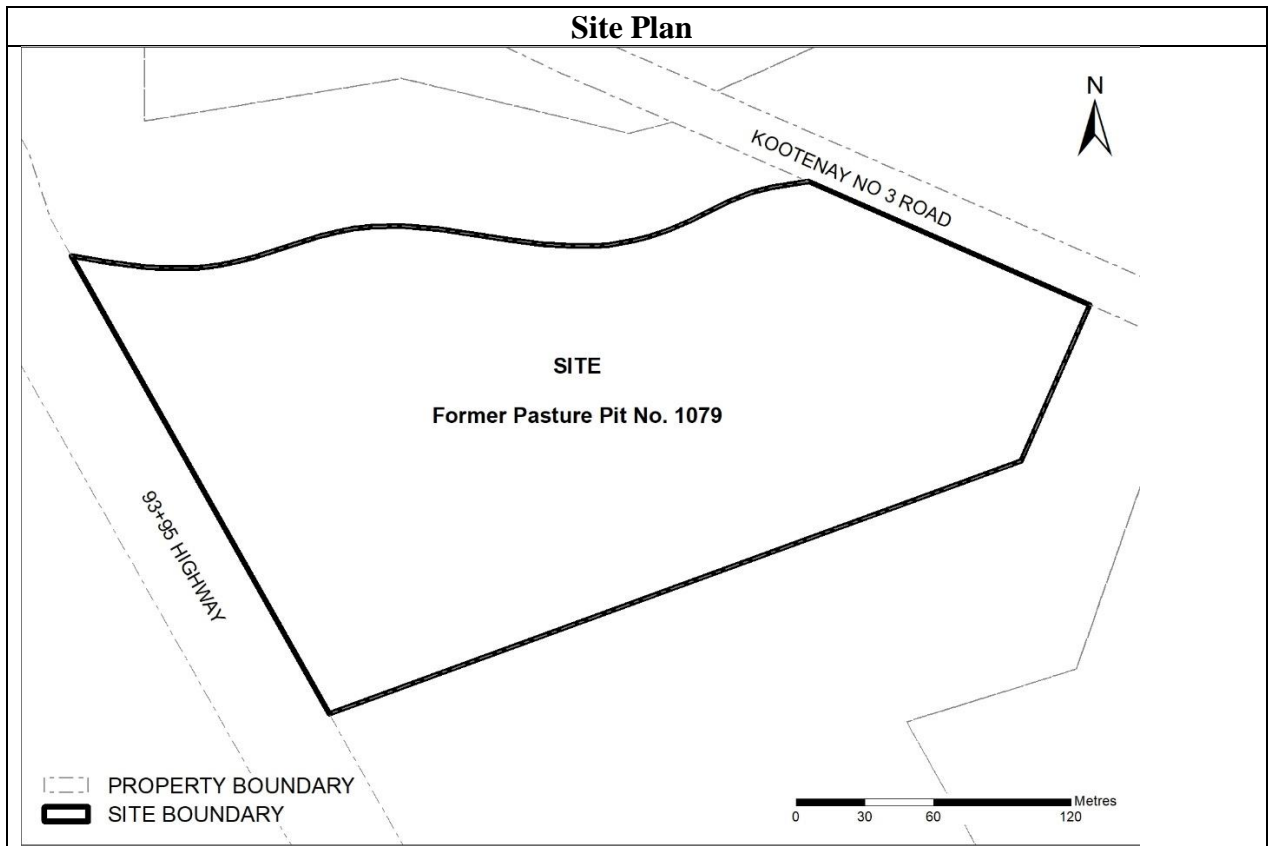 Site Plan
N
KOOTENAY NO 3 ROAD
SITE
Former Pasture Pit No. 1079
93+95 HIGHWAY
PROPERTY BOUNDARY
SITE BOUNDARY
Metres
0 30 60 120